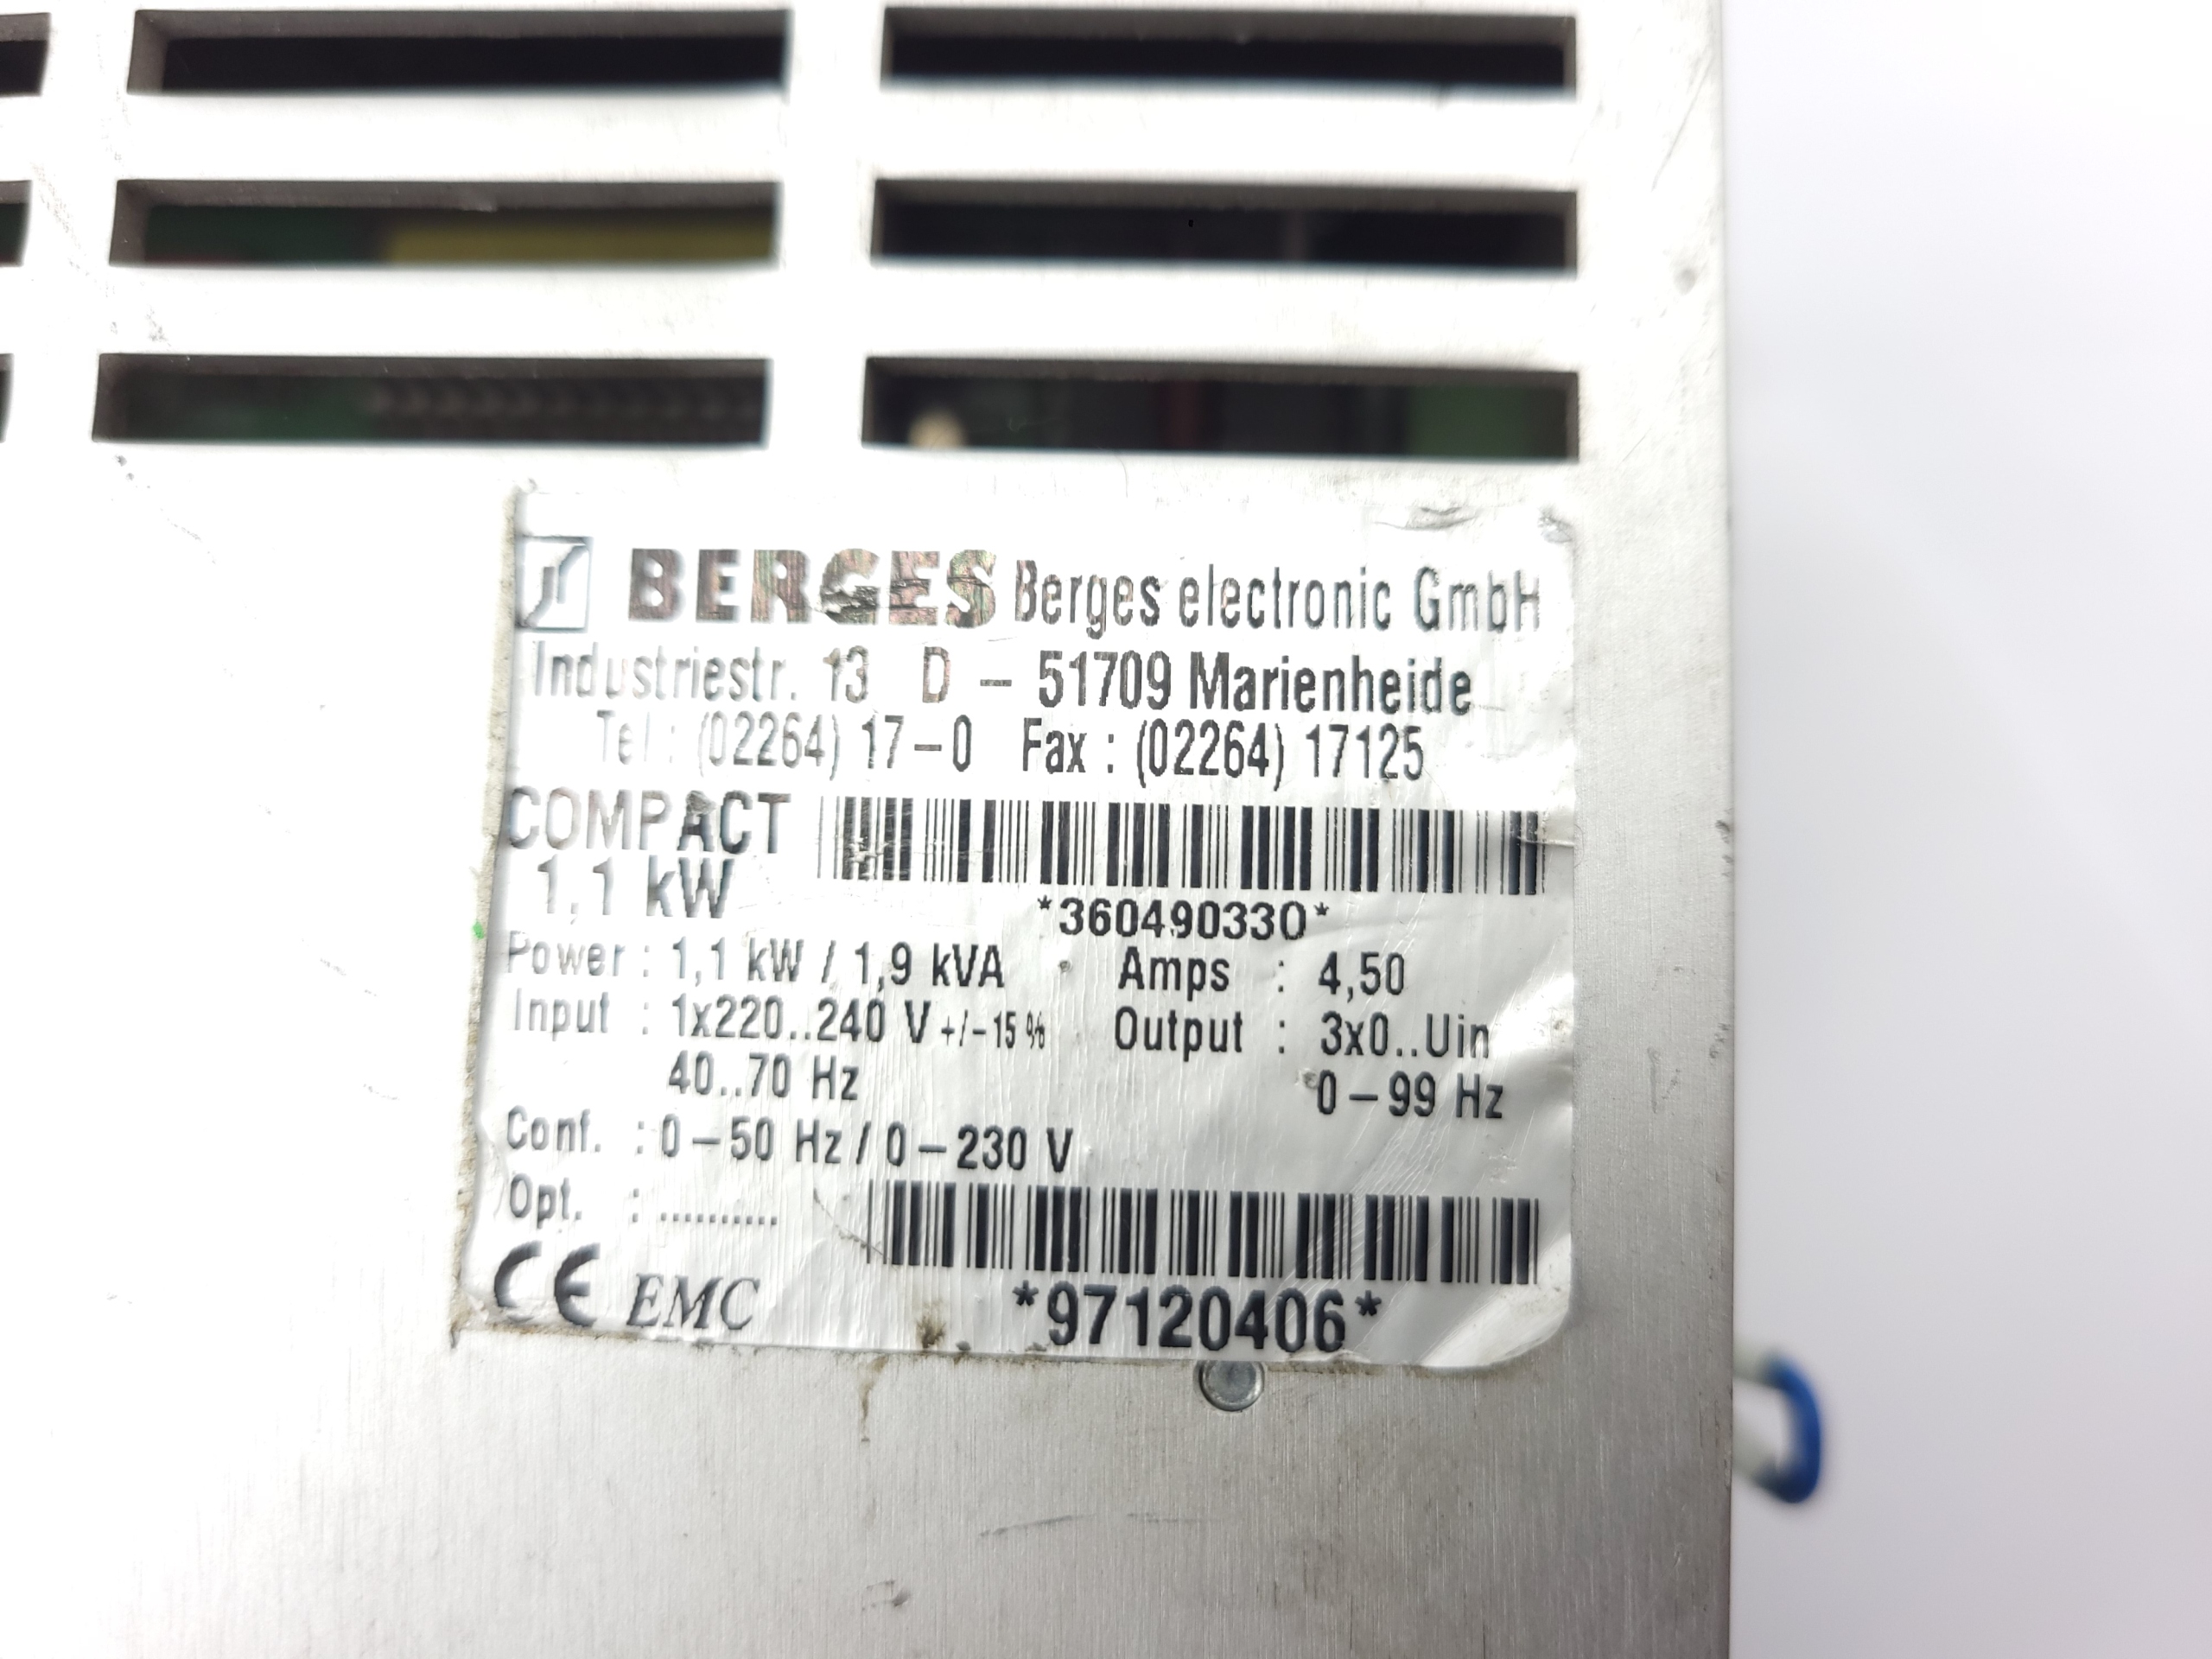 BERGES Berges electronic GmbH
Industriestr. 13 D – 51709 Marienheide
Tel : (02264) 17–0 Fax : (02264) 17125
COMPACT
1,1 kW
*360490330*
Power : 1,1 kW / 1,9 kVA Amps : 4,50
Input : 1x220..240 V +/-15 % Output : 3x0..Uin
40..70 Hz 0–99 Hz
Conf. : 0–50 Hz / 0–230 V
Opt. : ..........
CE EMC *97120406*